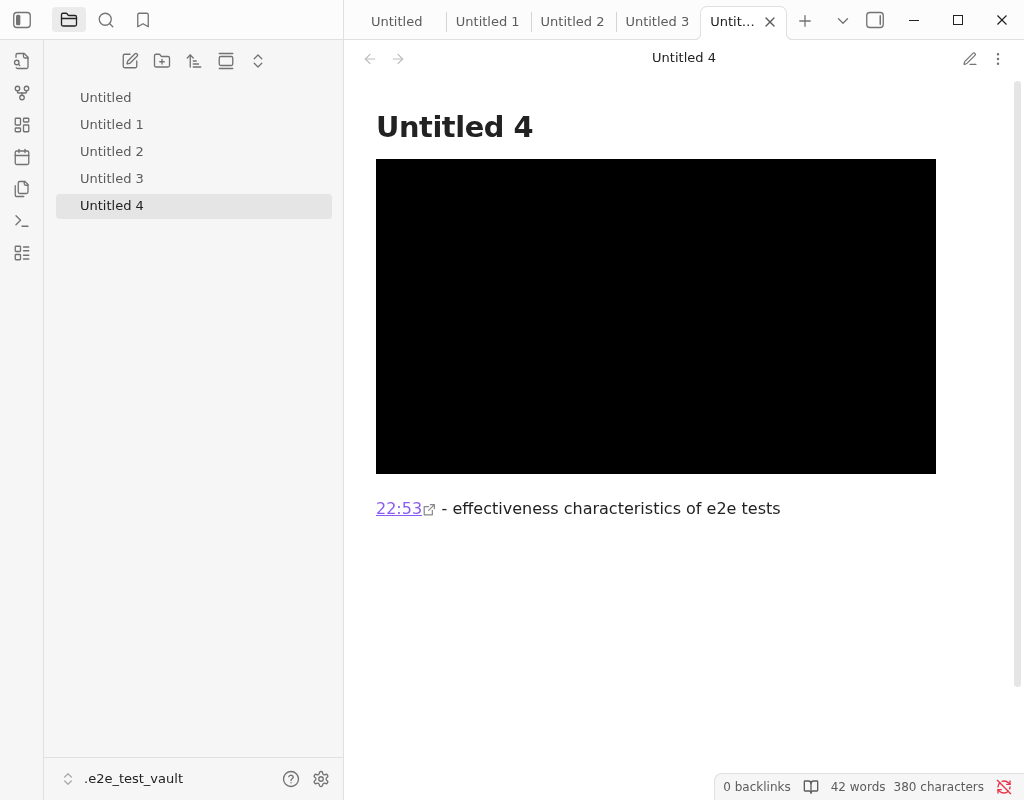 Untitled
Untitled 1
Untitled 2
Untitled 3
Untit...
Untitled 4
Untitled
Untitled 1
Untitled 2
Untitled 3
Untitled 4
Untitled 4
22:53 - effectiveness characteristics of e2e tests
.e2e_test_vault
0 backlinks 42 words 380 characters